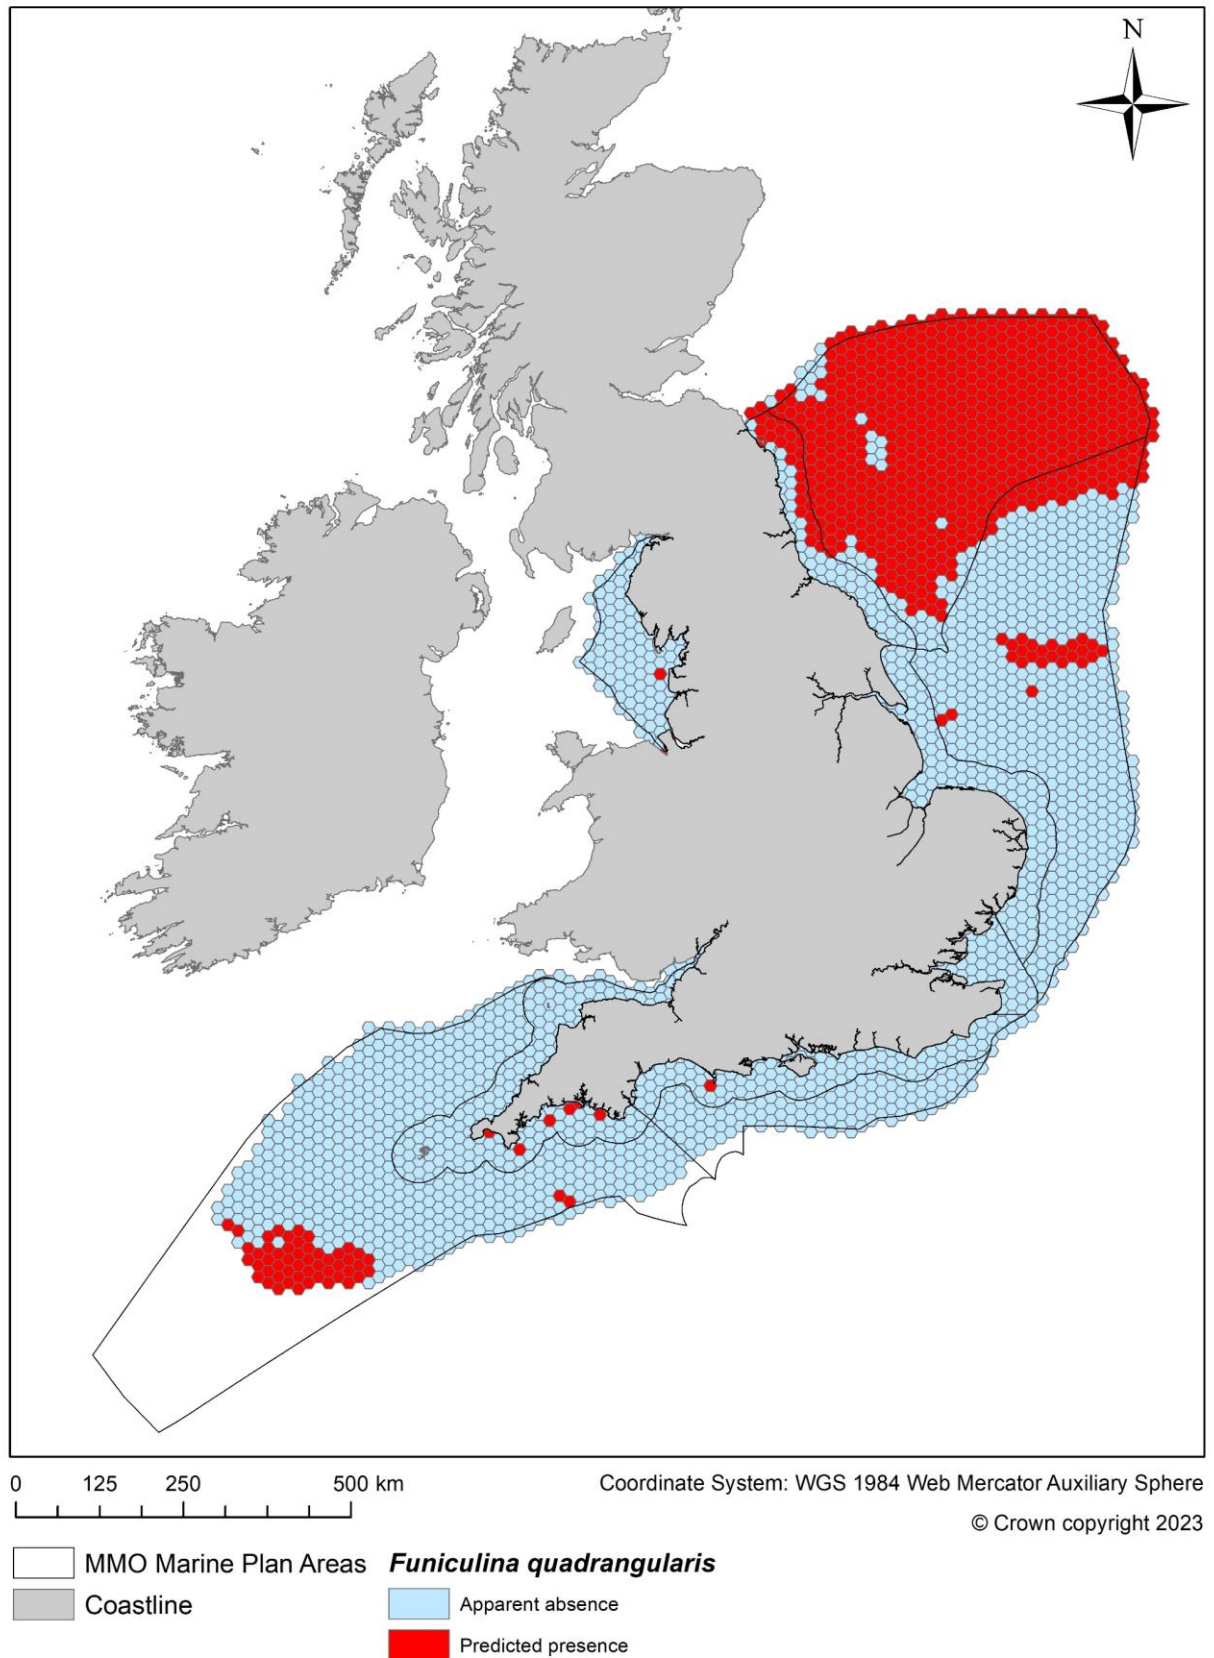 N
0 125 250 500 km
Coordinate System: WGS 1984 Web Mercator Auxiliary Sphere
© Crown copyright 2023
MMO Marine Plan Areas
Coastline
Funiculina quadrangularis
Apparent absence
Predicted presence